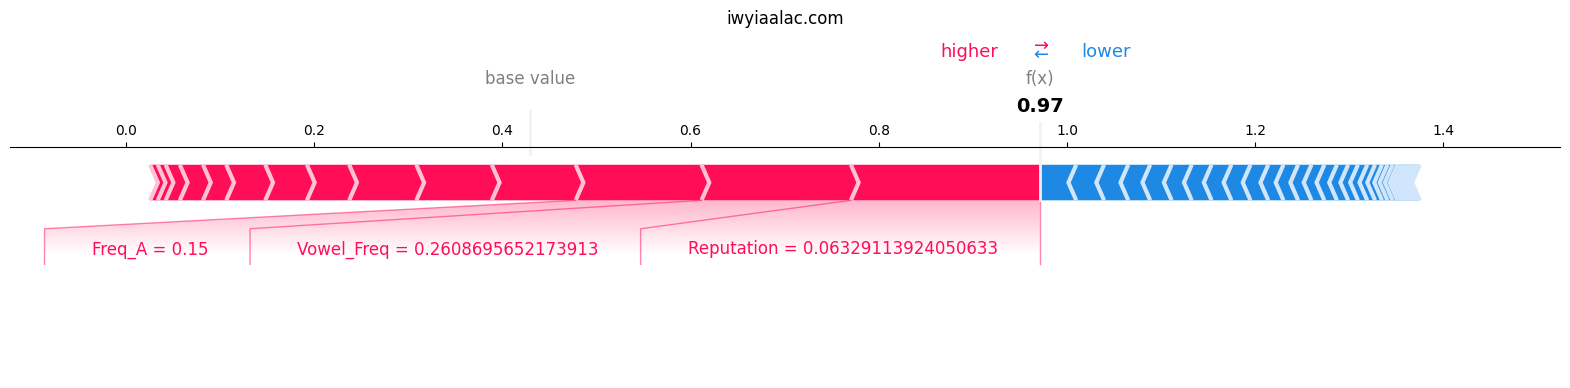 iwyiaalac.com
higher ⇄ lower
base value f(x)
0.97
0.0 0.2 0.4 0.6 0.8 1.0 1.2 1.4
Freq_A = 0.15 Vowel_Freq = 0.2608695652173913 Reputation = 0.06329113924050633